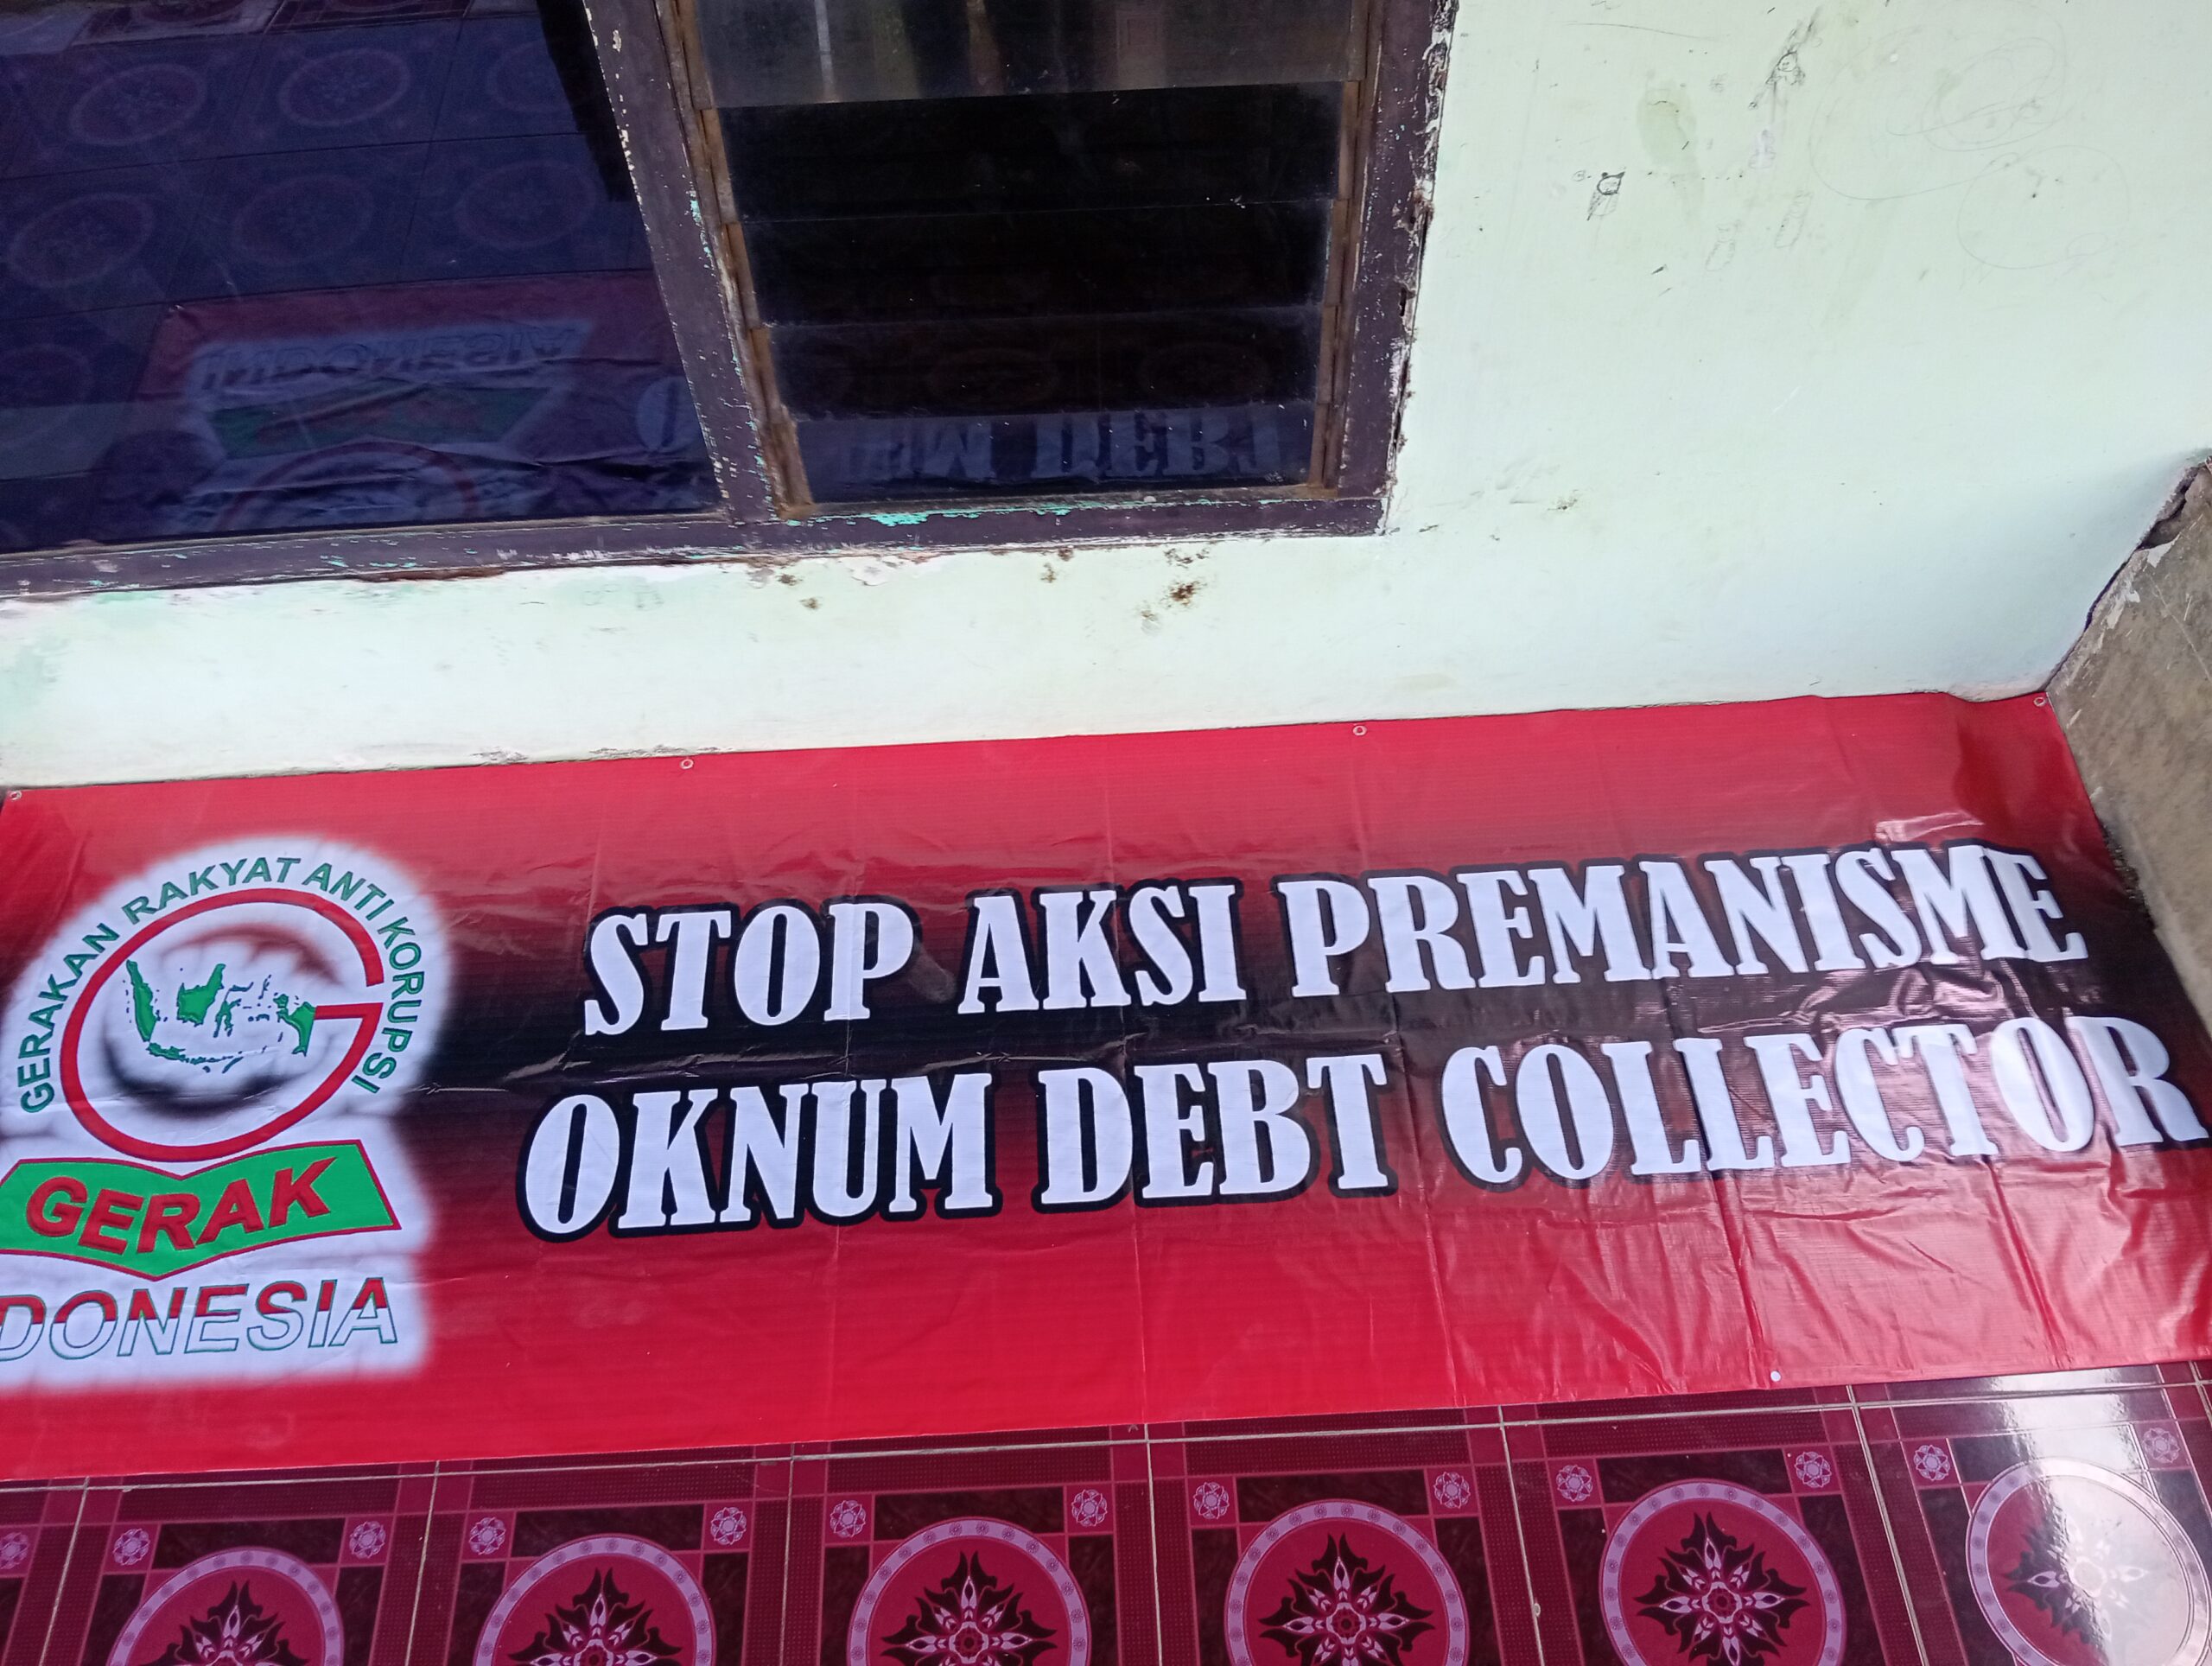 GERAKAN RAKYAT ANTI KORUPSI
GERAK
DONESIA
STOP AKSI PREMANISME
OKNUM DEBT COLLECTOR